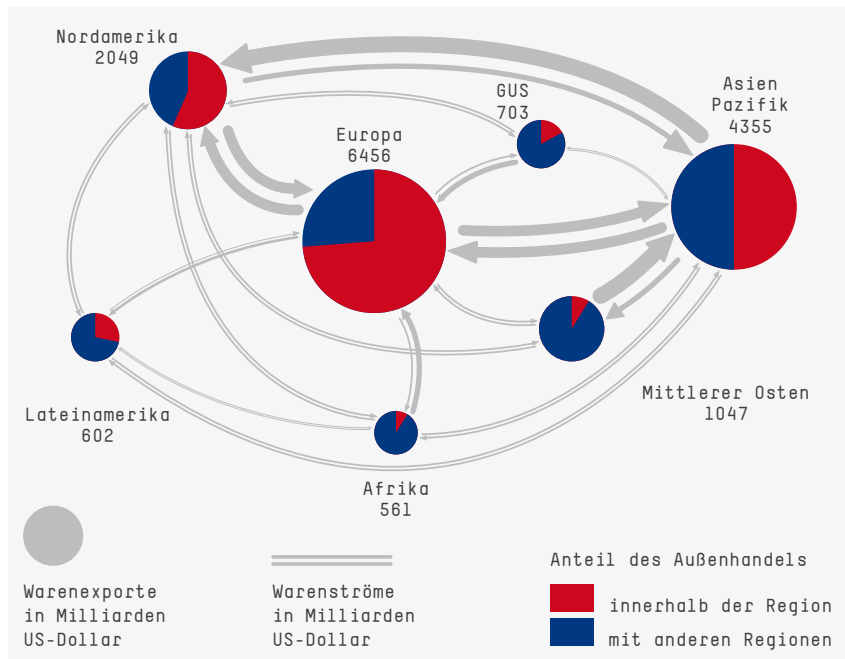 Nordamerika
2049
GUS
703
Asien
Pazifik
4355
Europa
6456
Mittlerer Osten
1047
Lateinamerika
602
Afrika
561
Warenexporte
in Milliarden
US-Dollar
Warenströme
in Milliarden
US-Dollar
Anteil des Außenhandels
innerhalb der Region
mit anderen Regionen